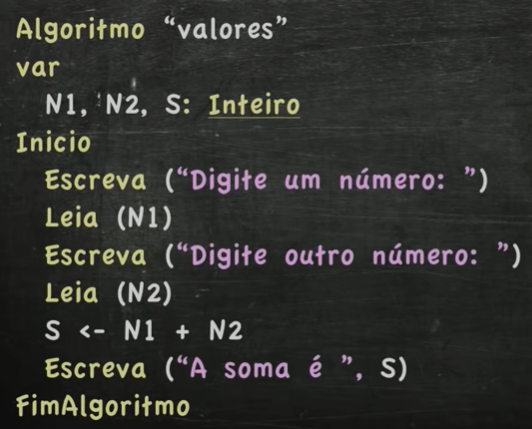 Algoritmo “valores”
var
N1, N2, S: Inteiro
Inicio
Escreva (“Digite um número: ”)
Leia (N1)
Escreva (“Digite outro número: ”)
Leia (N2)
S <- N1 + N2
Escreva (“A soma é ”, S)
FimAlgoritmo